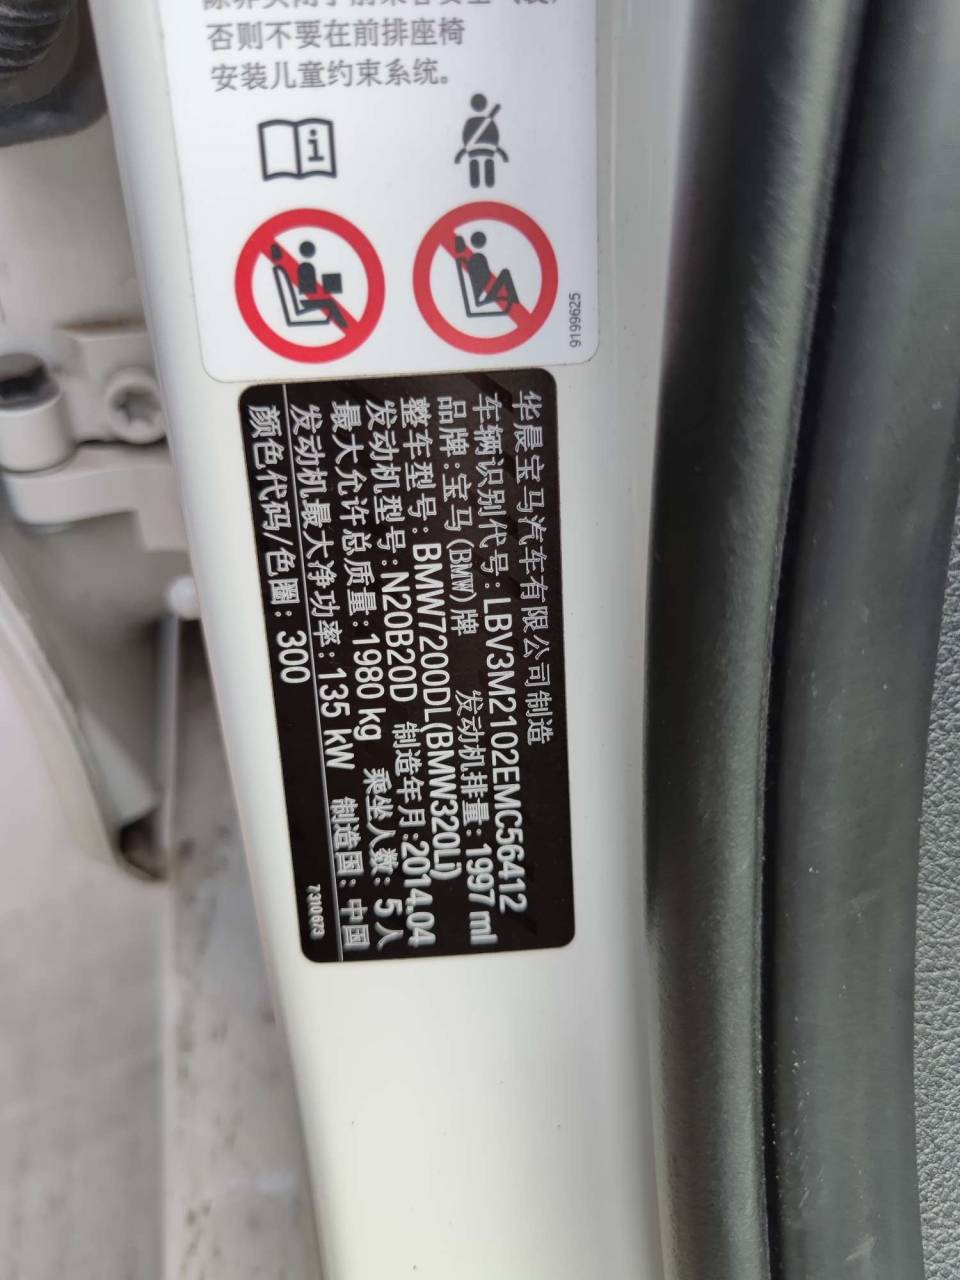 否则不要在前排座椅
安装儿童约束系统。
9199625
华晨宝马汽车有限公司制造
车辆识别代号：LBV3M2102EMC56412
品牌：宝马(BMW)牌 发动机排量：1997 ml
整车型号：BMW7200DL(BMW320Li)
发动机型号：N20B20D 制造年月：2014.04
最大允许总质量：1980 kg 乘坐人数：5人
发动机最大净功率：135 kW 制造国：中国
颜色代码/色圈：300
7310673